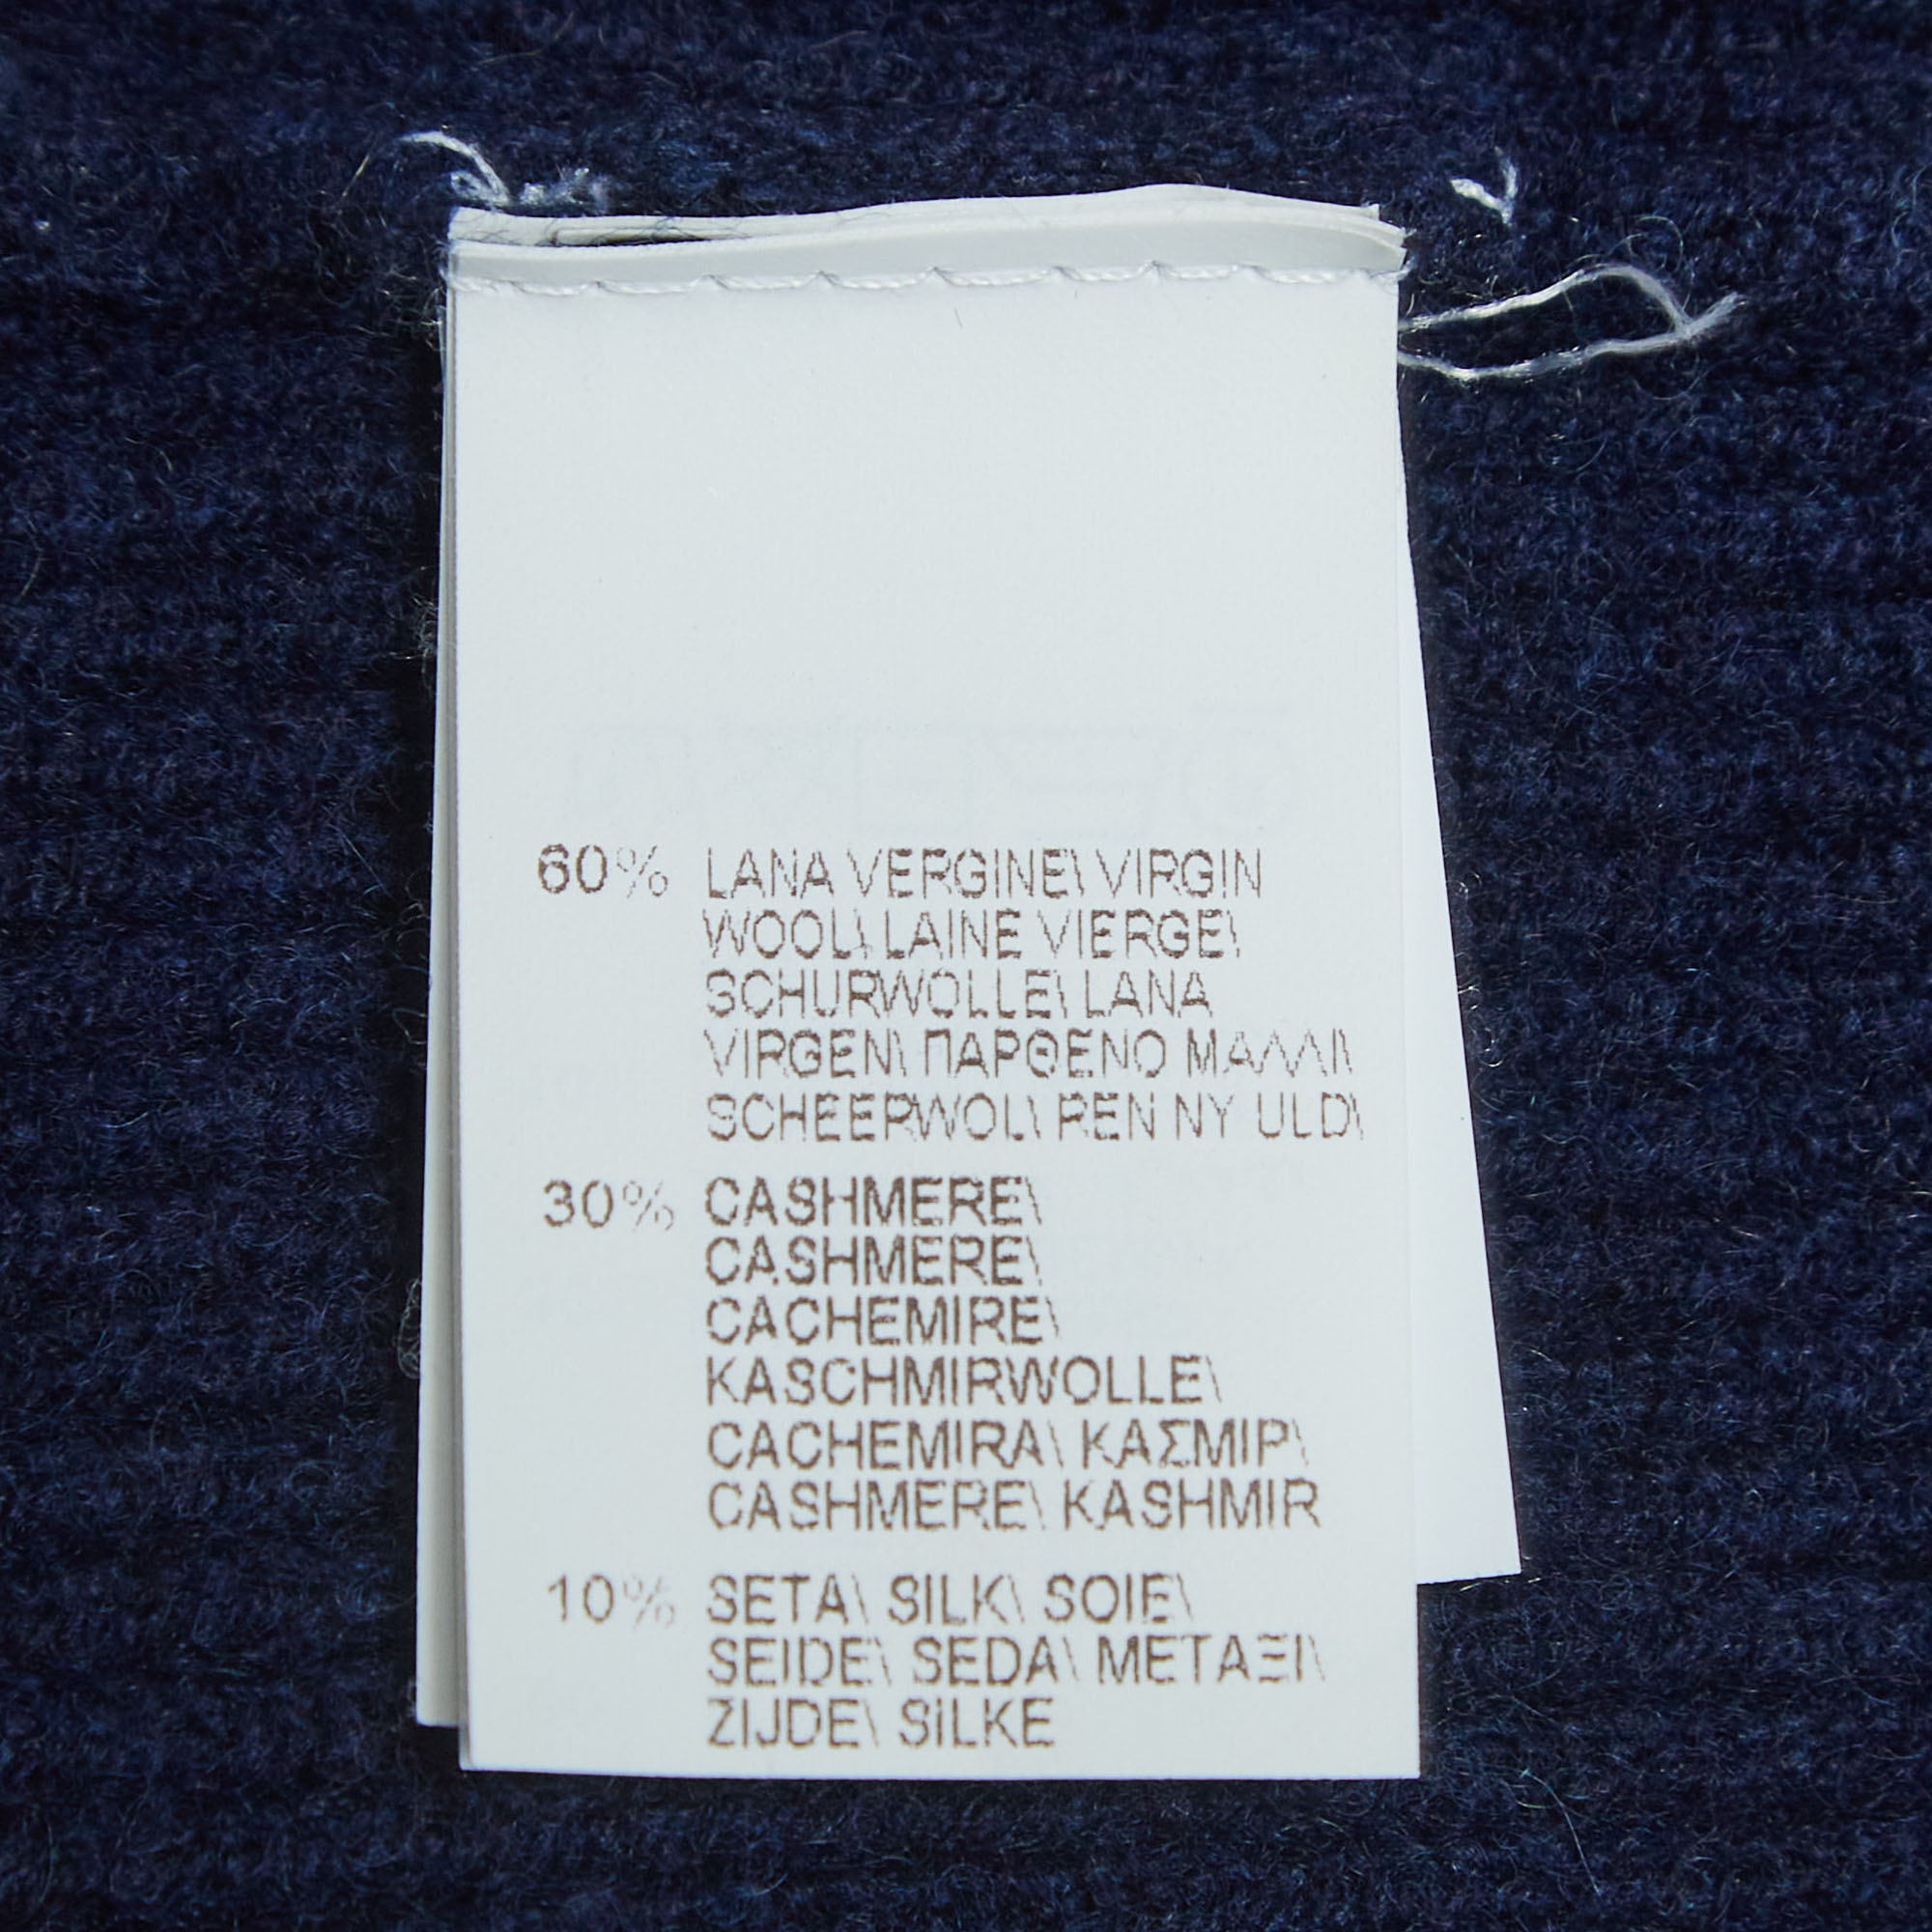 60% LANA VERGINE\ VIRGIN
WOOL\ LAINE VIERGE\
SCHURWOLLE\ LANA
VIRGEN\ ΠΑΡΘΕΝΟ ΜΑΛΛΙ\
SCHEERWOL\ REN NY ULD\
30% CASHMERE\
CASHMERE\
CACHEMIRE\
KASCHMIRWOLLE\
CACHEMIRA\ ΚΑΣΜΙΡ\
CASHMERE\ KASHMIR
10% SETA\ SILK\ SOIE\
SEIDE\ SEDA\ ΜΕΤΑΞΙ\
ZIJDE\ SILKE